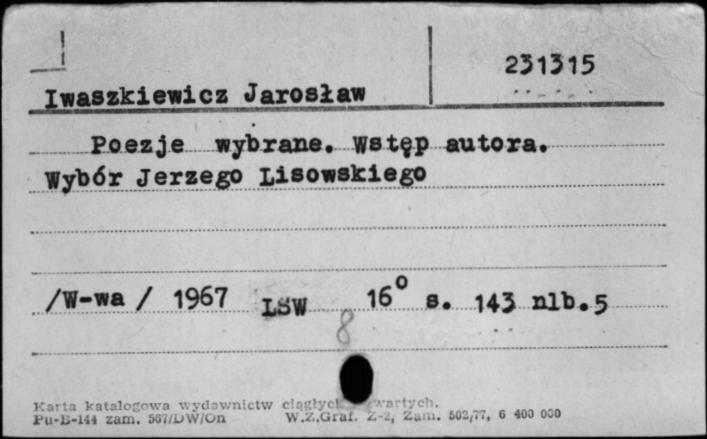 231315
Iwaszkiewicz Jarosław
Poezje wybrane. Wstęp autora.
Wybór Jerzego Lisowskiego
/W-wa / 1967 LSW 16° s. 143 nlb.5
8
Karta katalogowa wydawnictw
Pu-B-144 zam. 567/DW/On W.Z.Graf. Z-2, Zam. 502/77, 6 400 000